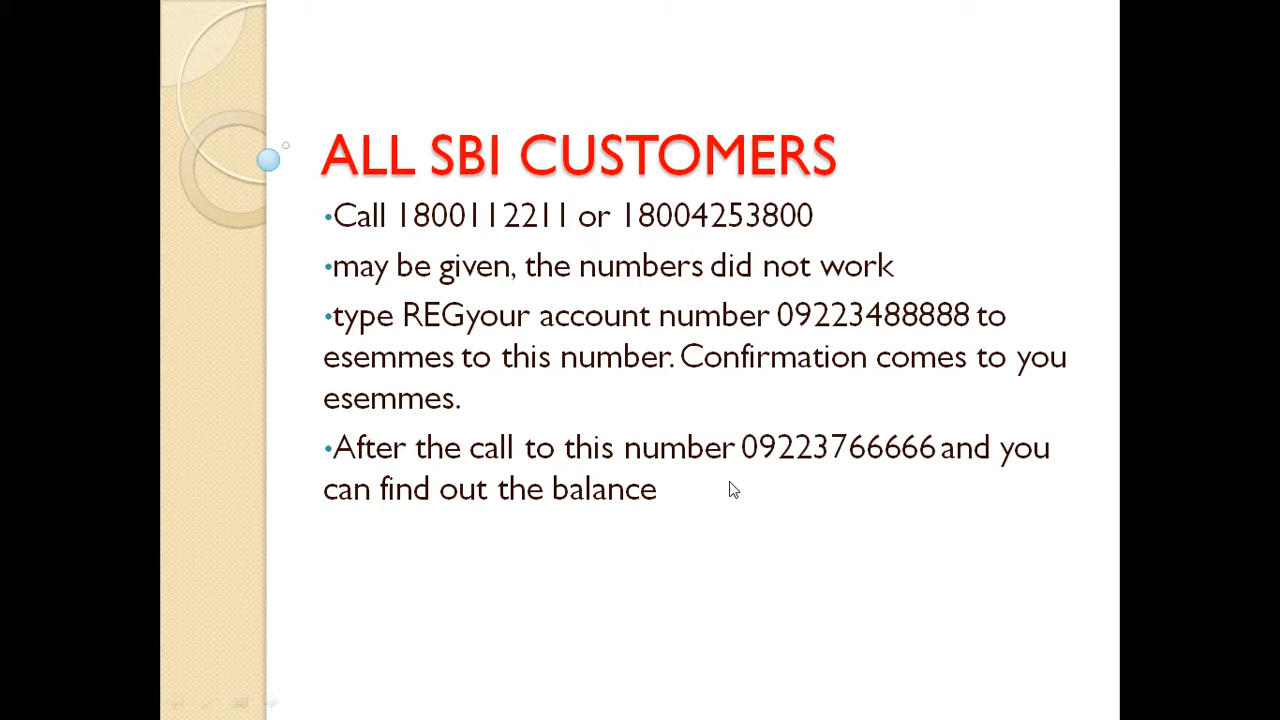 ALL SBI CUSTOMERS
•Call 1800112211 or 18004253800
•may be given, the numbers did not work
•type REGyour account number 09223488888 to
esemmes to this number. Confirmation comes to you
esemmes.
•After the call to this number 09223766666 and you
can find out the balance